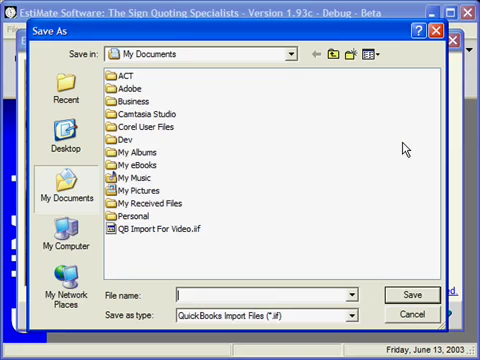 EstiMate Software: The Sign Quoting Specialists - Version 1.93c - Debug - Beta
Save As
Save in:
My Documents
Recent
Desktop
My Documents
My Computer
My Network
Places
ACT
Adobe
Business
Camtasia Studio
Corel User Files
Dev
My Albums
My eBooks
My Music
My Pictures
My Received Files
Personal
QB Import For Video.iif
File name:
Save
Save as type:
QuickBooks Import Files (*.iif)
Cancel
Friday, June 13, 2003